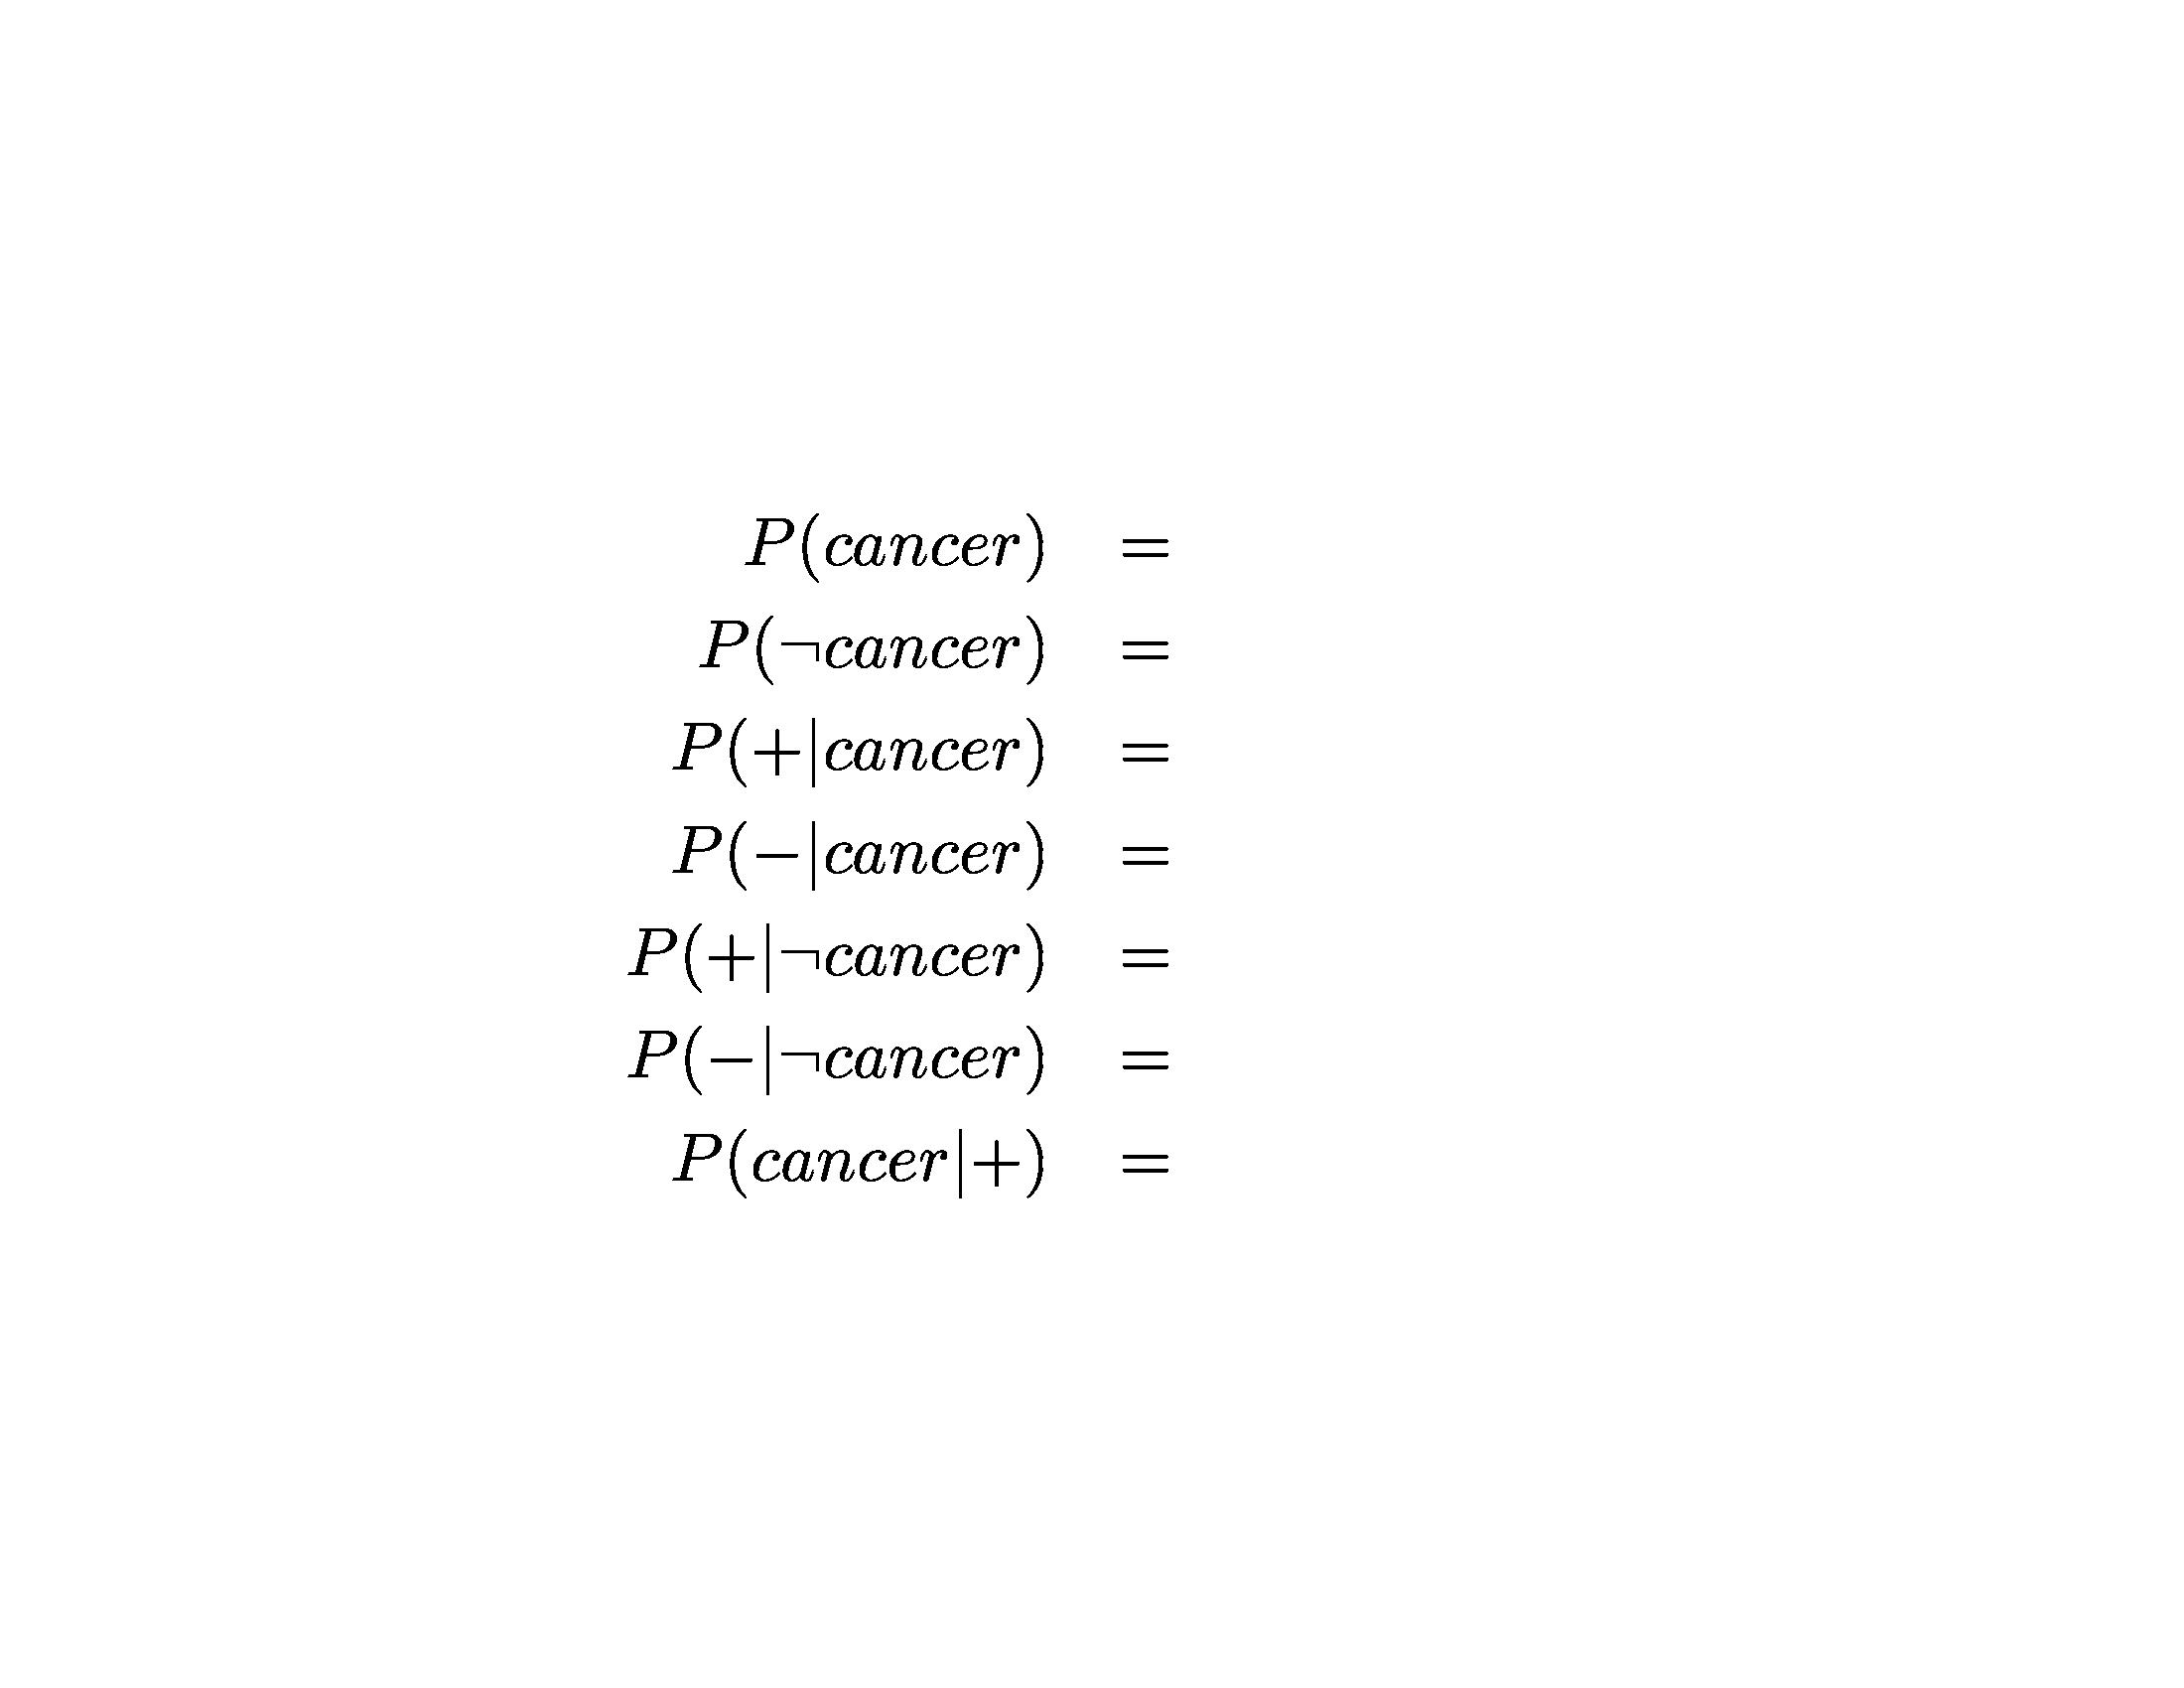 P(cancer) =
P(¬cancer) =
P(+|cancer) =
P(−|cancer) =
P(+|¬cancer) =
P(−|¬cancer) =
P(cancer|+) =